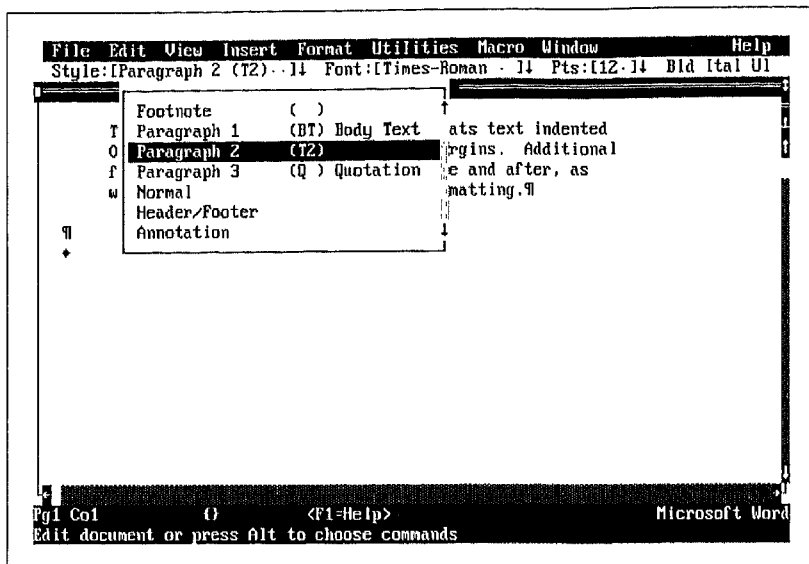 File Edit View Insert Format Utilities Macro Window Help
Style:[Paragraph 2 (T2)··]↓ Font:[Times-Roman · ]↓ Pts:[12·]↓ Bld Ital Ul
Footnote ( )
T Paragraph 1 (BT) Body Text ats text indented
O Paragraph 2 (T2) rgins. Additional
f Paragraph 3 (Q ) Quotation e and after, as
w Normal matting.¶
Header/Footer
¶ Annotation
Pg1 Co1 {} <F1=Help> Microsoft Word
Edit document or press Alt to choose commands